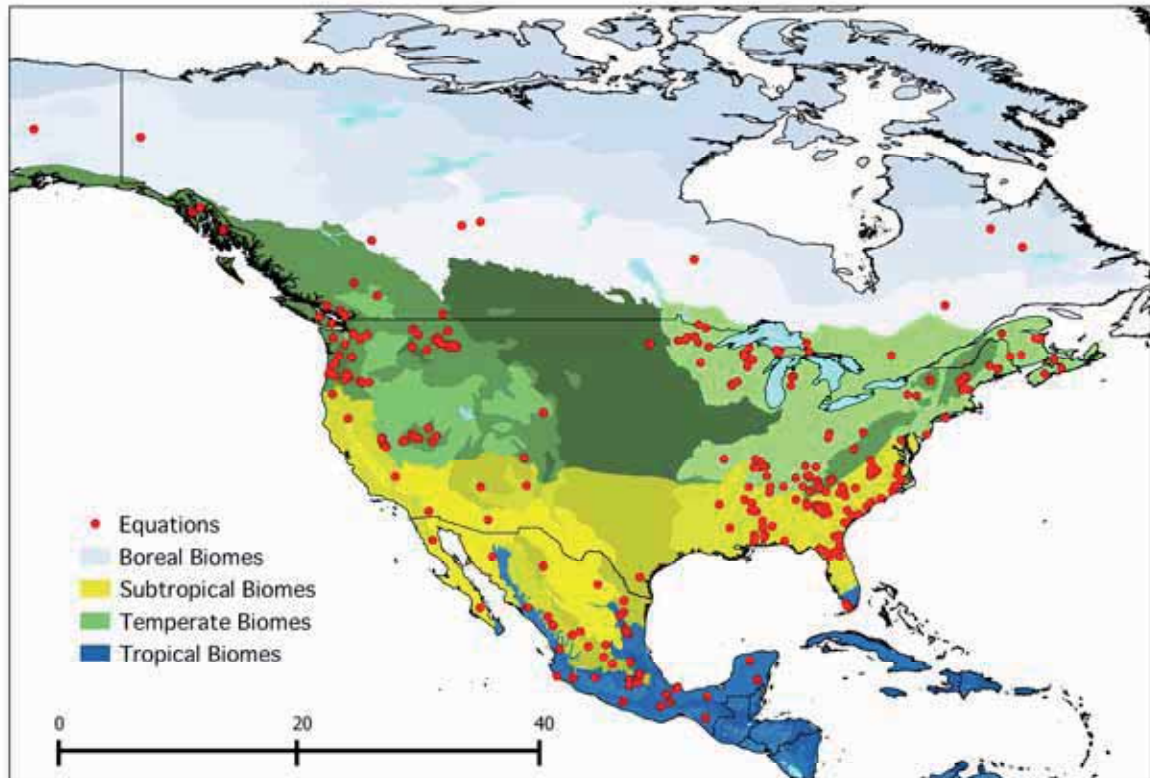 Equations
Boreal Biomes
Subtropical Biomes
Temperate Biomes
Tropical Biomes
0 20 40